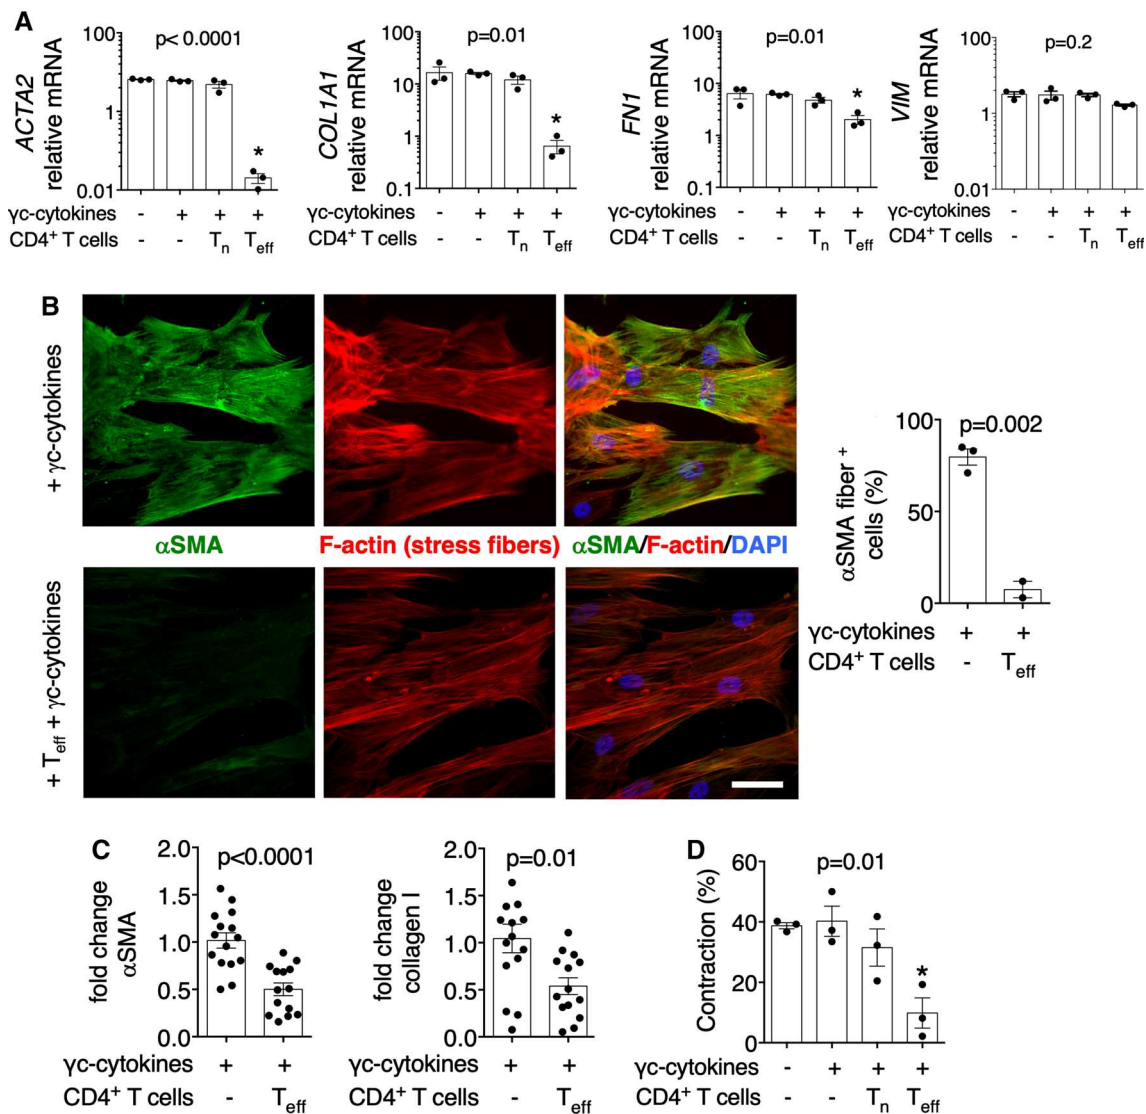 A
ACTA2
relative mRNA
100
1
0.01
p< 0.0001
*
COL1A1
relative mRNA
100
10
1
0.1
p=0.01
*
FN1
relative mRNA
100
10
1
0.1
p=0.01
*
VIM
relative mRNA
100
1
0.01
p=0.2
γc-cytokines - + + +
CD4+ T cells - - Tn Teff
γc-cytokines - + + +
CD4+ T cells - - Tn Teff
γc-cytokines - + + +
CD4+ T cells - - Tn Teff
γc-cytokines - + + +
CD4+ T cells - - Tn Teff
B
+ γc-cytokines
αSMA
F-actin (stress fibers)
αSMA/F-actin/DAPI
+ Teff + γc-cytokines
αSMA fiber +
cells (%)
100
50
0
p=0.002
γc-cytokines + +
CD4+ T cells - Teff
C
fold change
αSMA
2.0
1.5
1.0
0.5
0.0
p<0.0001
γc-cytokines + +
CD4+ T cells - Teff
fold change
collagen I
2.0
1.5
1.0
0.5
0.0
p=0.01
γc-cytokines + +
CD4+ T cells - Teff
D
Contraction (%)
60
40
20
0
p=0.01
*
γc-cytokines - + + +
CD4+ T cells - - Tn Teff